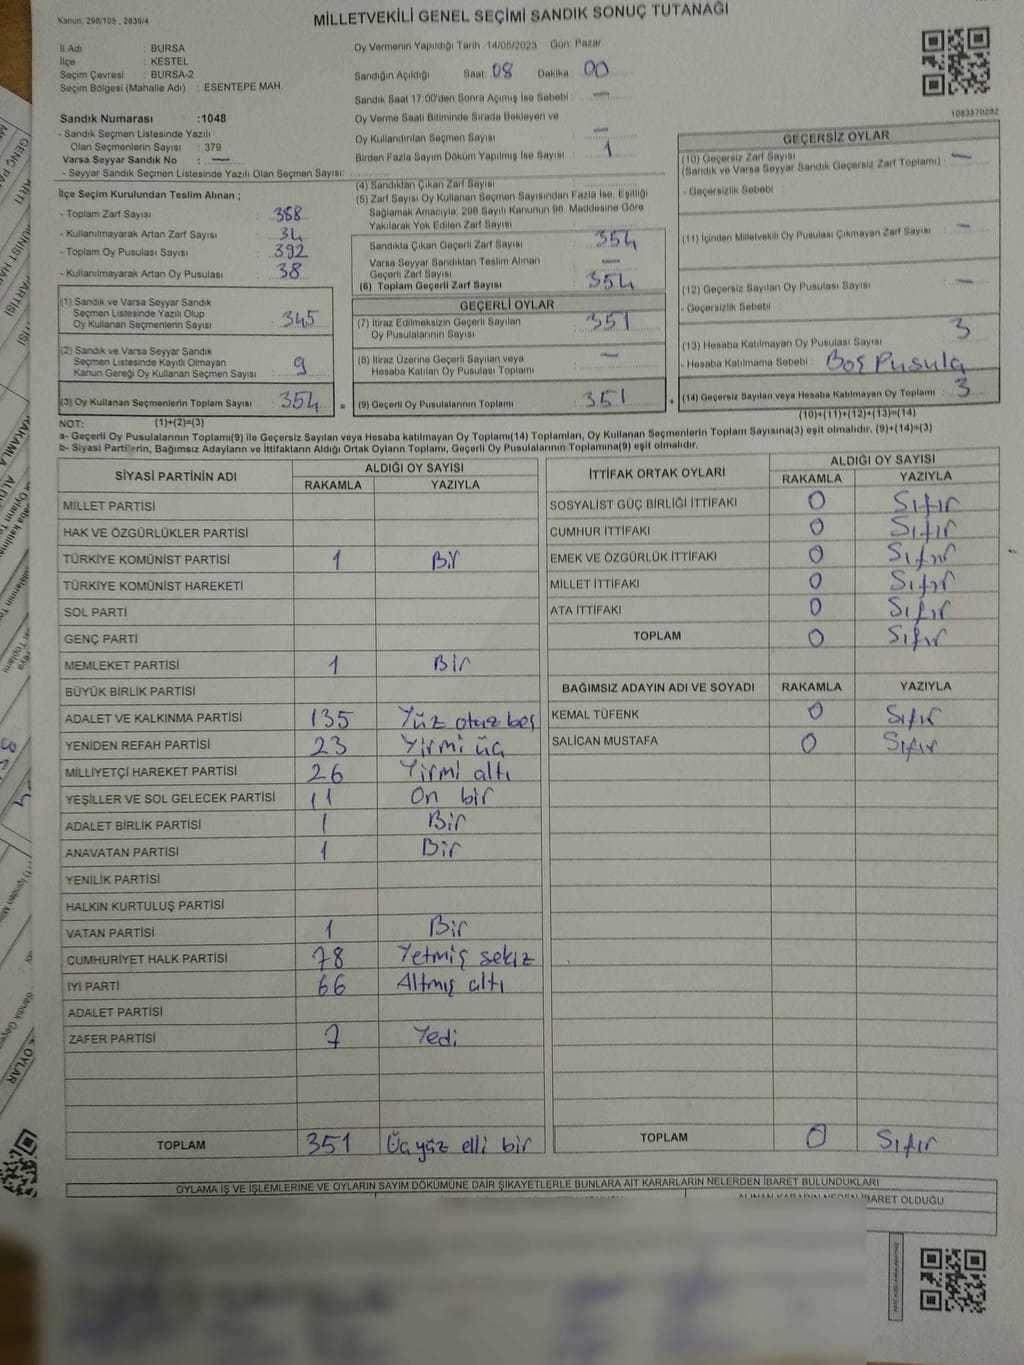 Kanun; 298/105 , 2839/4
MİLLETVEKİLİ GENEL SEÇİMİ SANDIK SONUÇ TUTANAĞI
İl Adı : BURSA
İlçe : KESTEL
Seçim Çevresi : BURSA-2
Seçim Bölgesi (Mahalle Adı) : ESENTEPE MAH.
Sandık Numarası :1048
- Sandık Seçmen Listesinde Yazılı
Olan Seçmenlerin Sayısı : 379
Varsa Seyyar Sandık No : —
- Seyyar Sandık Seçmen Listesinde Yazılı Olan Seçmen Sayısı:
Oy Vermenin Yapıldığı Tarih :14/05/2023 Gün: Pazar
Sandığın Açıldığı Saat: 08 Dakika 00
Sandık Saat 17:00'den Sonra Açımış İse Sebebi : —
Oy Verme Saati Bitiminde Sırada Bekleyen ve
Oy Kullandırılan Seçmen Sayısı —
Birden Fazla Sayım Döküm Yapılmış İse Sayısı 1
1083570292
İlçe Seçim Kurulundan Teslim Alınan ;
- Toplam Zarf Sayısı : 388
- Kullanılmayarak Artan Zarf Sayısı : 34
- Toplam Oy Pusulası Sayısı : 392
- Kullanılmayarak Artan Oy Pusulası : 38
(1) Sandık ve Varsa Seyyar Sandık
Seçmen Listesinde Yazılı Olup
Oy Kullanan Seçmenlerin Sayısı : 345
(2) Sandık ve Varsa Seyyar Sandık
Seçmen Listesinde Kayıtlı Olmayan
Kanun Gereği Oy Kullanan Seçmen Sayısı : 9
(3) Oy Kullanan Seçmenlerin Toplam Sayısı : 354 =
(4) Sandıktan Çıkan Zarf Sayısı
(5) Zarf Sayısı Oy Kullanan Seçmen Sayısından Fazla İse, Eşitliği
Sağlamak Amacıyla; 298 Sayılı Kanunun 98. Maddesine Göre
Yakılarak Yok Edilen Zarf Sayısı
Sandıkta Çıkan Geçerli Zarf Sayısı : 354
Varsa Seyyar Sandıktan Teslim Alınan
Geçerli Zarf Sayısı —
(6) Toplam Geçerli Zarf Sayısı : 354
GEÇERLİ OYLAR
(7) İtiraz Edilmeksizin Geçerli Sayılan
Oy Pusulalarının Sayısı : 351
(8) İtiraz Üzerine Geçerli Sayılan veya
Hesaba Katılan Oy Pusulası Toplamı : —
(9) Geçerli Oy Pusulalarının Toplamı : 351 +
GEÇERSİZ OYLAR
(10) Geçersiz Zarf Sayısı
(Sandık ve Varsa Seyyar Sandık Geçersiz Zarf Toplamı) : —
- Geçersizlik Sebebi :
(11) İçinden Milletvekili Oy Pusulası Çıkmayan Zarf Sayısı : —
(12) Geçersiz Sayılan Oy Pusulası Sayısı : —
- Geçersizlik Sebebi :
(13) Hesaba Katılmayan Oy Pusulası Sayısı : 3
- Hesaba Katılmama Sebebi : Boş Pusula
(14) Geçersiz Sayılan veya Hesaba Katılmayan Oy Toplamı : 3
NOT: (1)+(2)=(3) (10)+(11)+(12)+(13)=(14)
a- Geçerli Oy Pusulalarının Toplamı(9) ile Geçersiz Sayılan veya Hesaba katılmayan Oy Toplamı(14) Toplamları, Oy Kullanan Seçmenlerin Toplam Sayısına(3) eşit olmalıdır. (9)+(14)=(3)
b- Siyasi Partilerin, Bağımsız Adayların ve İttifakların Aldığı Ortak Oyların Toplamı, Geçerli Oy Pusulalarının Toplamına(9) eşit olmalıdır.
SİYASİ PARTİNİN ADI ALDIĞI OY SAYISI
RAKAMLA YAZIYLA
MİLLET PARTİSİ
HAK VE ÖZGÜRLÜKLER PARTİSİ
TÜRKİYE KOMÜNİST PARTİSİ 1 Bir
TÜRKİYE KOMÜNİST HAREKETİ
SOL PARTİ
GENÇ PARTİ
MEMLEKET PARTİSİ 1 Bir
BÜYÜK BİRLİK PARTİSİ
ADALET VE KALKINMA PARTİSİ 135 Yüz otuz beş
YENİDEN REFAH PARTİSİ 23 Yirmi üç
MİLLİYETÇİ HAREKET PARTİSİ 26 Yirmi altı
YEŞİLLER VE SOL GELECEK PARTİSİ 11 On bir
ADALET BİRLİK PARTİSİ 1 Bir
ANAVATAN PARTİSİ 1 Bir
YENİLİK PARTİSİ
HALKIN KURTULUŞ PARTİSİ
VATAN PARTİSİ 1 Bir
CUMHURİYET HALK PARTİSİ 78 Yetmiş sekiz
İYİ PARTİ 66 Altmış altı
ADALET PARTİSİ
ZAFER PARTİSİ 7 Yedi
TOPLAM 351 Üçyüz elli bir
İTTİFAK ORTAK OYLARI ALDIĞI OY SAYISI
RAKAMLA YAZIYLA
SOSYALİST GÜÇ BİRLİĞİ İTTİFAKI 0 Sıfır
CUMHUR İTTİFAKI 0 Sıfır
EMEK VE ÖZGÜRLÜK İTTİFAKI 0 Sıfır
MİLLET İTTİFAKI 0 Sıfır
ATA İTTİFAKI 0 Sıfır
TOPLAM 0 Sıfır
BAĞIMSIZ ADAYIN ADI VE SOYADI RAKAMLA YAZIYLA
KEMAL TÜFENK 0 Sıfır
SALİCAN MUSTAFA 0 Sıfır
TOPLAM 0 Sıfır
OYLAMA İŞ VE İŞLEMLERİNE VE OYLARIN SAYIM DÖKÜMÜNE DAİR ŞİKAYETLERLE BUNLARA AİT KARARLARIN NELERDEN İBARET BULUNDUKLARI
ALINAN KARARIN NEDEN İBARET OLDUĞU